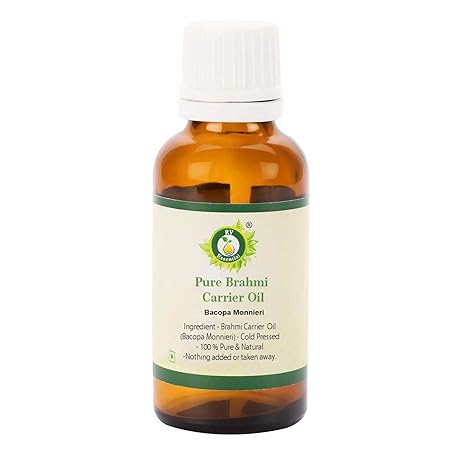 RV
Essential
®
Pure Brahmi
Carrier Oil
Bacopa Monnieri
Ingredient - Brahmi Carrier Oil
(Bacopa Monnieri) - Cold Pressed
- 100 % Pure & Natural
-Nothing added or taken away.